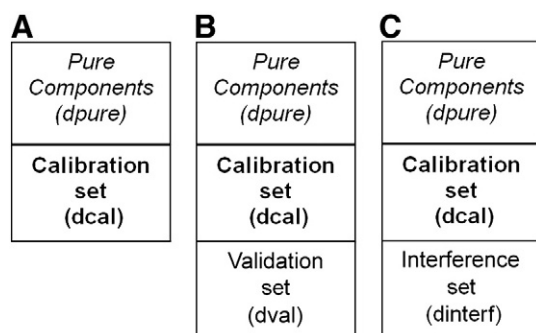 A
Pure
Components
(dpure)
Calibration
set
(dcal)
B
Pure
Components
(dpure)
Calibration
set
(dcal)
Validation
set
(dval)
C
Pure
Components
(dpure)
Calibration
set
(dcal)
Interference
set
(dinterf)